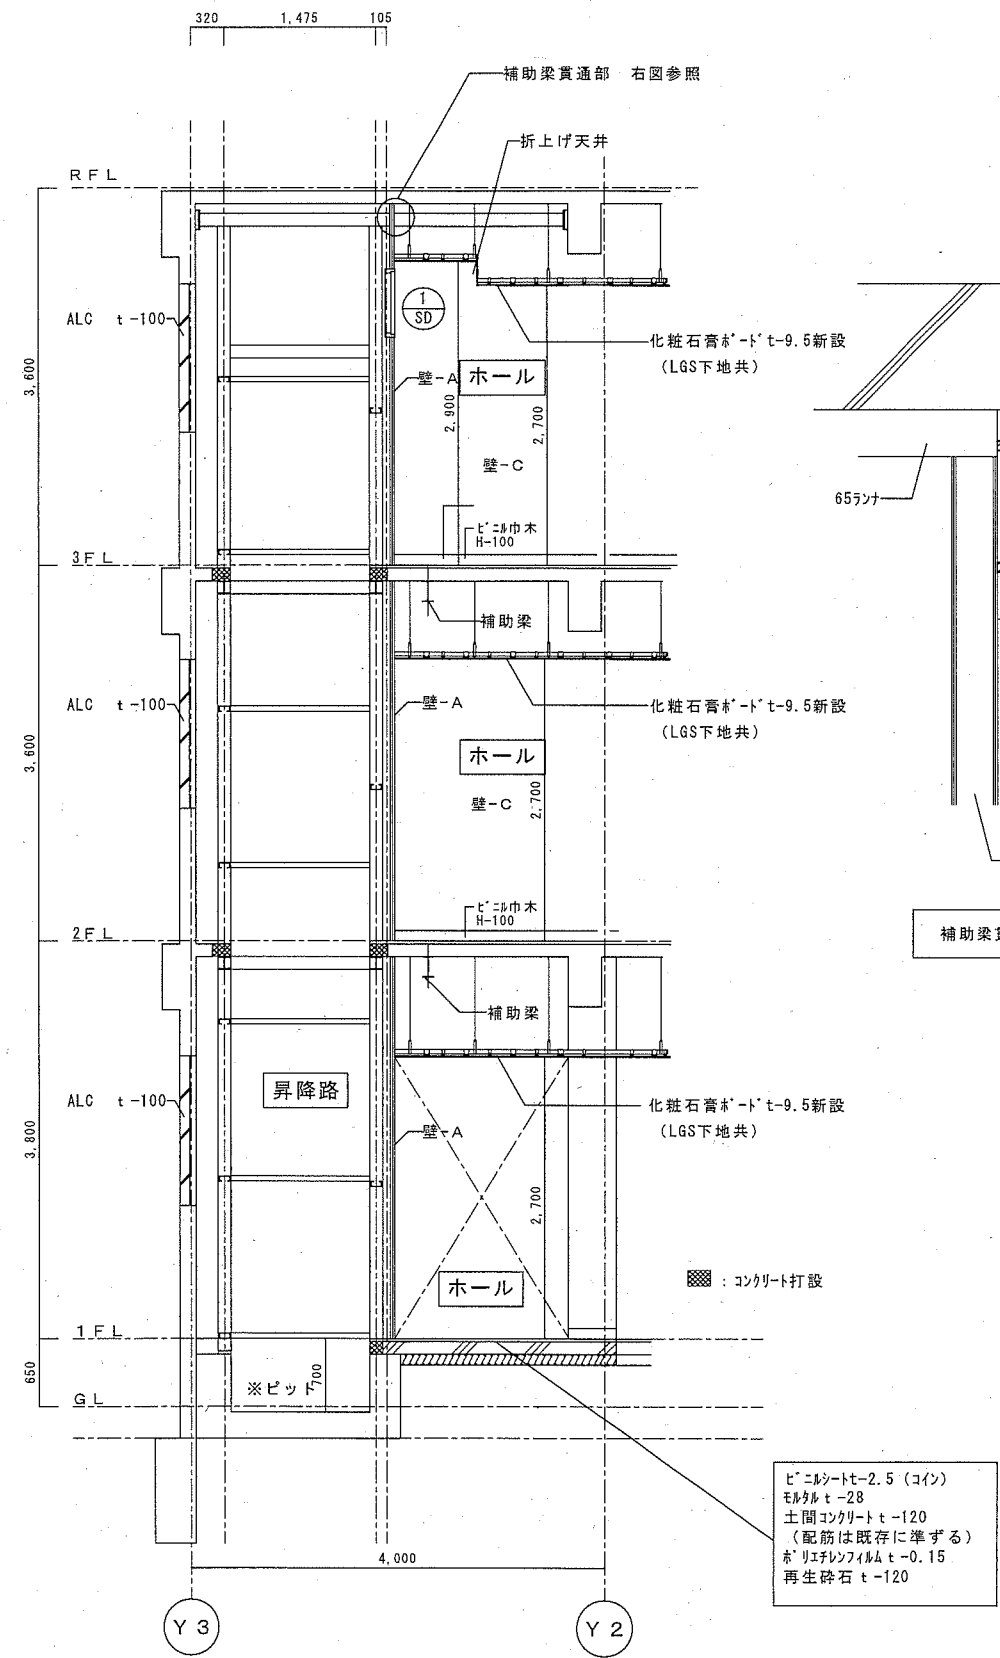 320 1,475 105
補助梁貫通部 右図参照
折上げ天井
RFL
ALC t-100
1
SD
化粧石膏ﾎﾞｰﾄﾞt-9.5新設
(LGS下地共)
3,600
壁-A
ホール
2,900
2,700
壁-C
65ﾗﾝﾅ
ﾋﾞﾆﾙ巾木
H-100
3FL
補助梁
ALC t-100
壁-A
化粧石膏ﾎﾞｰﾄﾞt-9.5新設
(LGS下地共)
3,600
ホール
壁-C
2,700
ﾋﾞﾆﾙ巾木
H-100
2FL
補助梁貫
補助梁
昇降路
ALC t-100
化粧石膏ﾎﾞｰﾄﾞt-9.5新設
(LGS下地共)
壁-A
3,800
2,700
ホール
：ｺﾝｸﾘｰﾄ打設
1FL
650
※ピット
700
GL
ﾋﾞﾆﾙｼｰﾄt-2.5（コイン）
ﾓﾙﾀﾙ t-28
土間ｺﾝｸﾘｰﾄ t-120
（配筋は既存に準ずる）
ﾎﾟﾘｴﾁﾚﾝﾌｨﾙﾑ t-0.15
再生砕石 t-120
4,000
Y3
Y2